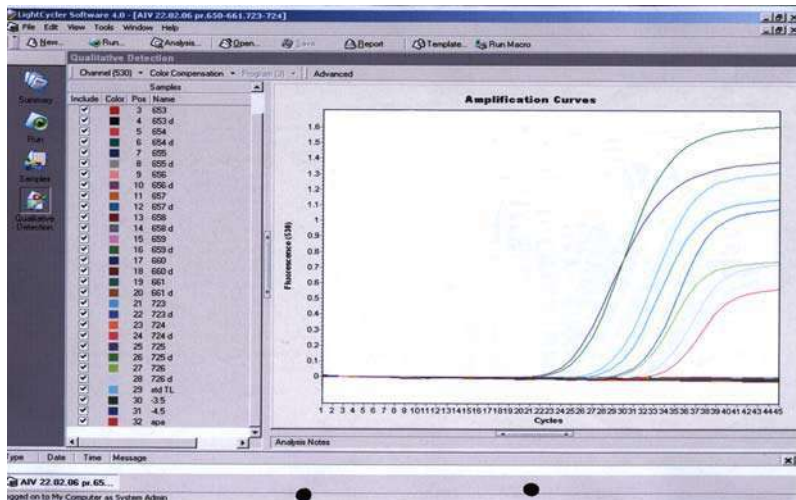 LightCycler Software 4.0 - [AIV 22.02.06 pr.650-661,723-724]
File Edit View Tools Window Help
New... Run... Analysis... Open... Save Report Template... Run Macro
Qualitative Detection
Channel (530) Color Compensation Program (3) Advanced
Samples
Include Color Pos Name
3 653
4 653 d
5 654
6 654 d
7 655
8 655 d
9 656
10 656 d
11 657
12 657 d
13 658
14 658 d
15 659
16 659 d
17 660
18 660 d
19 661
20 661 d
21 723
22 723 d
23 724
24 724 d
25 725
26 725 d
27 726
28 726 d
29 std TL
30 -3.5
31 -4.5
32 apa
Summary
Run
Samples
Qualitative
Detection
Amplification Curves
Fluorescence (530)
1.6
1.5
1.4
1.3
1.2
1.1
1
0.9
0.8
0.7
0.6
0.5
0.4
0.3
0.2
0.1
0
1 2 3 4 5 6 7 8 9 10 11 12 13 14 15 16 17 18 19 20 21 22 23 24 25 26 27 28 29 30 31 32 33 34 35 36 37 38 39 40 41 42 43 44 45
Cycles
Analysis Notes
Type Date Time Message
AIV 22.02.06 pr.65...
logged on to My Computer as System Admin